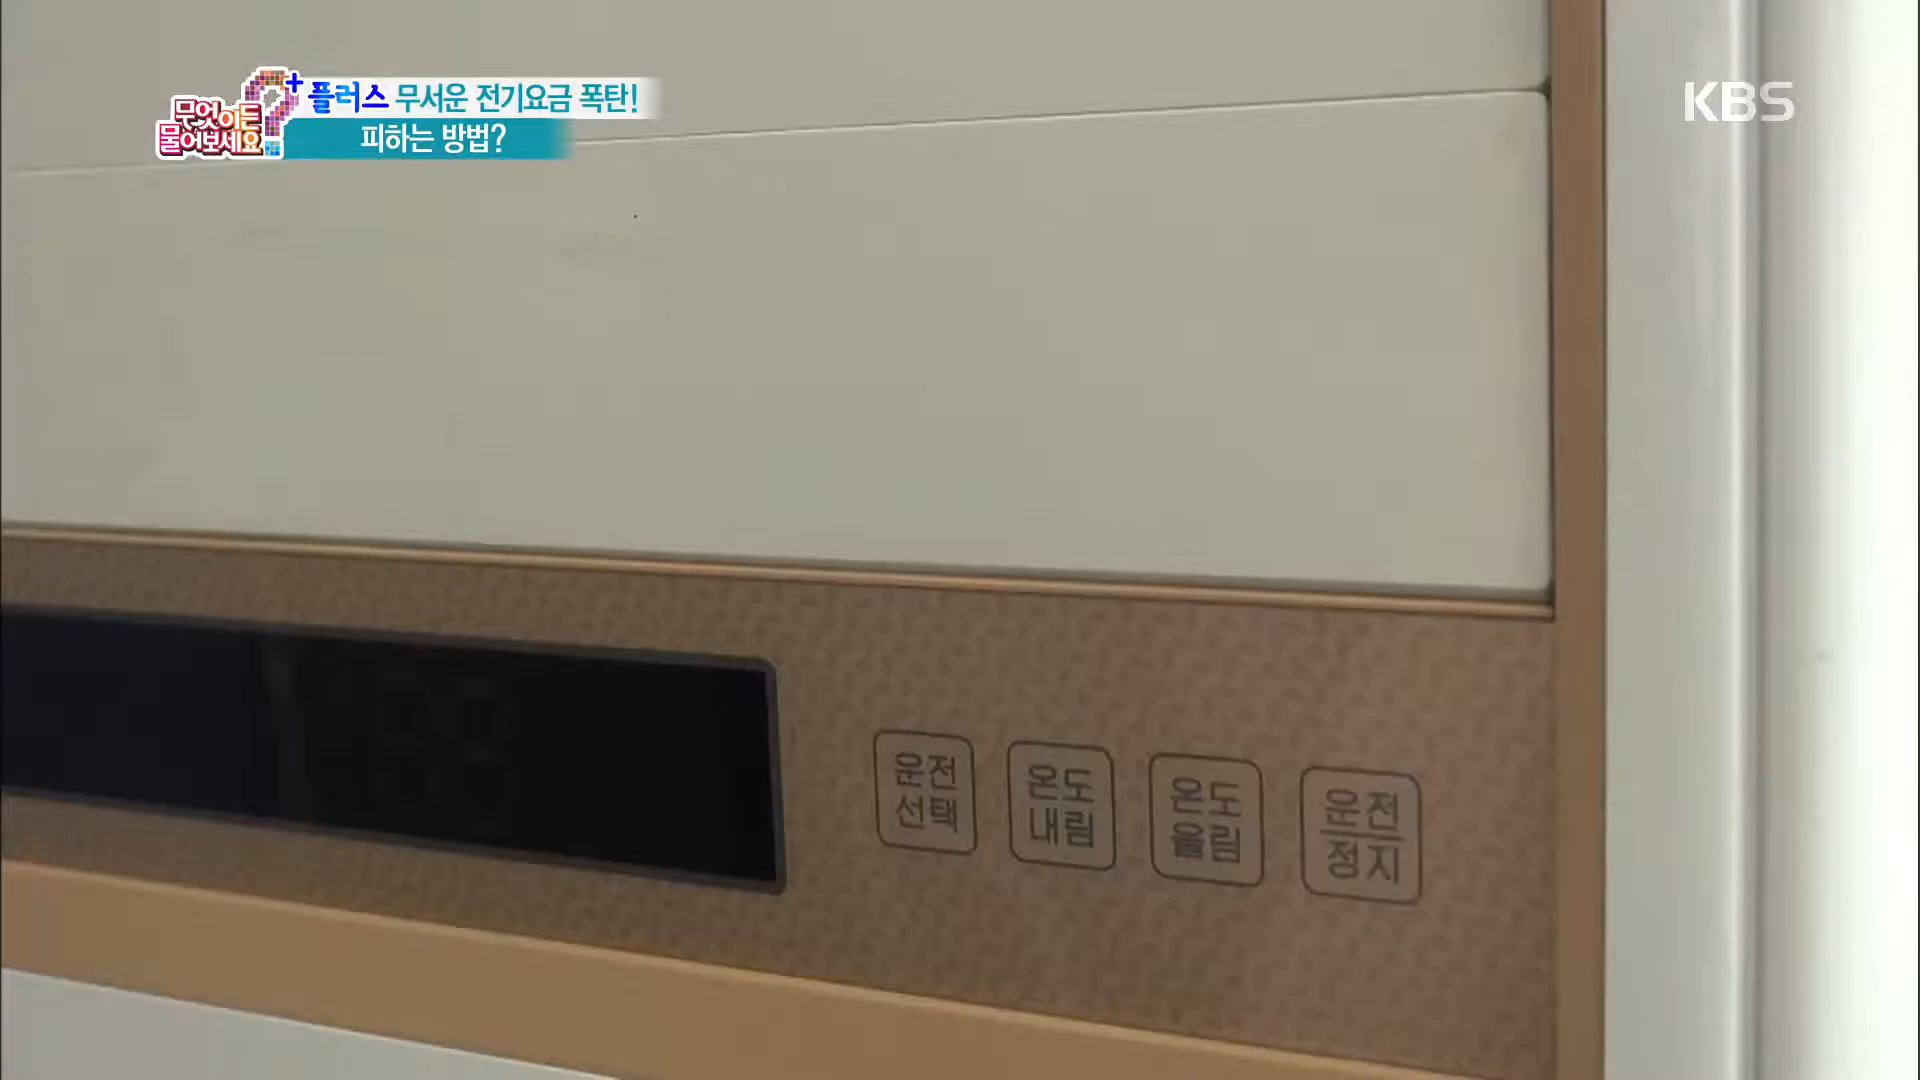 무엇이든
물어보세요
플러스 무서운 전기요금 폭탄!
피하는 방법?
KBS
운전
선택
온도
내림
온도
올림
운전
정지